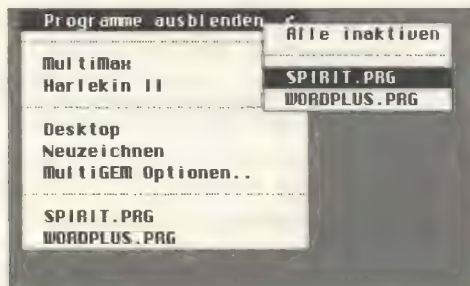 Programme ausblenden
MultiMax
Harlekin II
Desktop
Neuzeichnen
MultiGEM Optionen..
SPIRIT.PRG
WORDPLUS.PRG
Alle inaktiven
SPIRIT.PRG
WORDPLUS.PRG